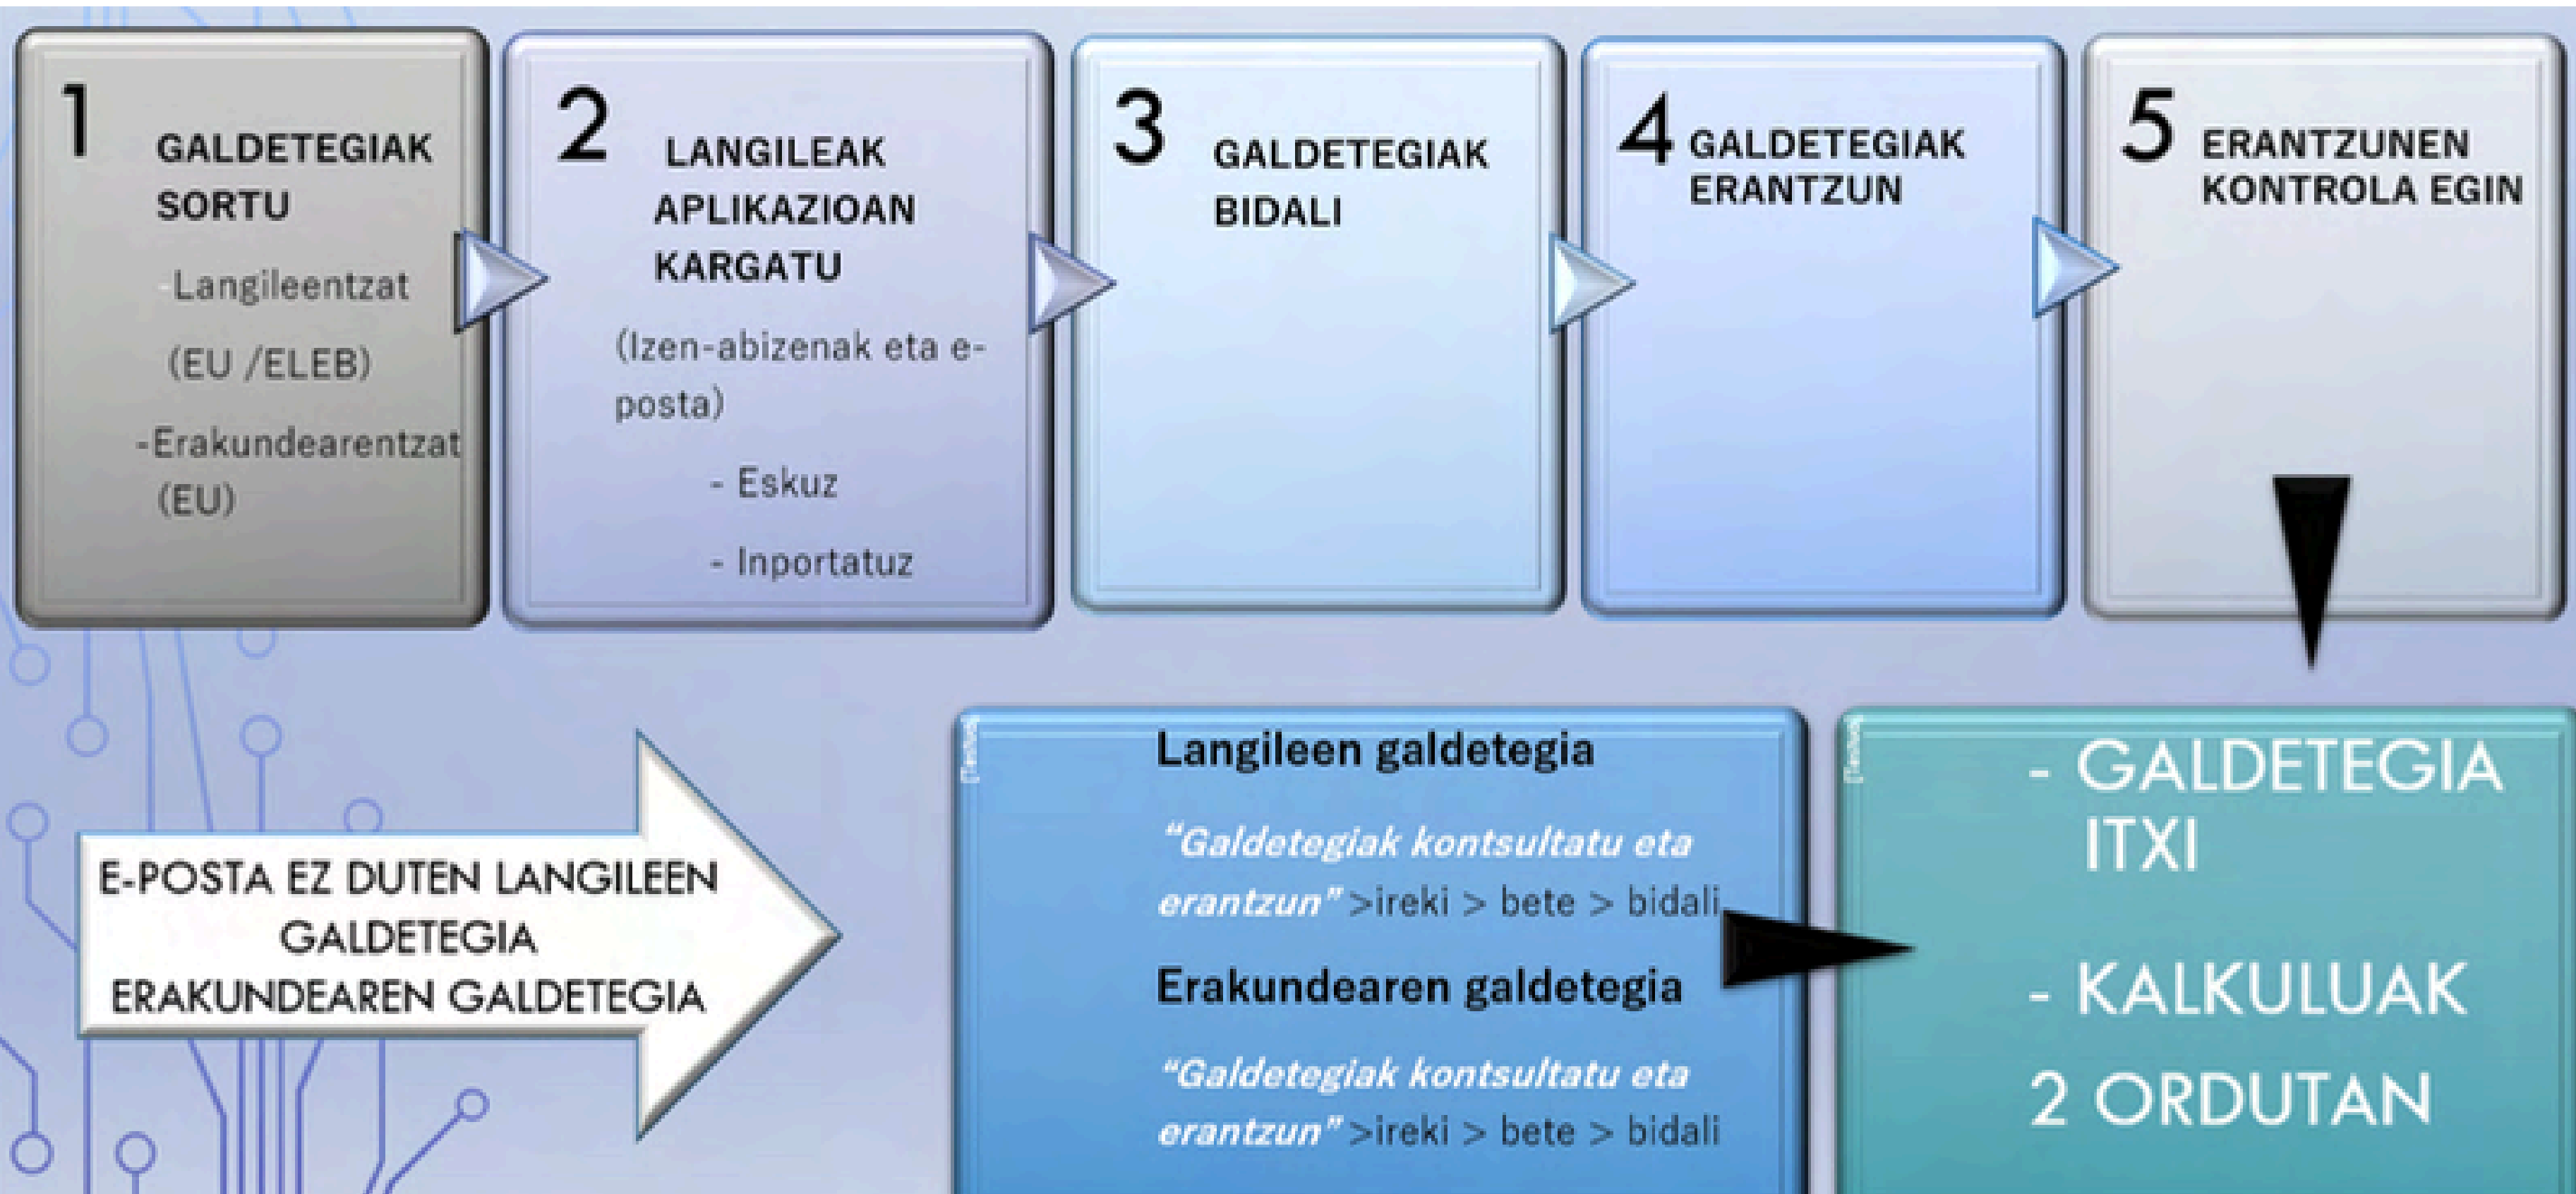 1
GALDETEGIAK
SORTU
-Langileentzat
(EU /ELEB)
-Erakundearentzat
(EU)
2
LANGILEAK
APLIKAZIOAN
KARGATU
(Izen-abizenak eta e-
posta)
- Eskuz
- Inportatuz
3
GALDETEGIAK
BIDALI
4
GALDETEGIAK
ERANTZUN
5
ERANTZUNEN
KONTROLA EGIN
E-POSTA EZ DUTEN LANGILEEN
GALDETEGIA
ERAKUNDEAREN GALDETEGIA
Langileen galdetegia
“Galdetegiak kontsultatu eta
erantzun” >ireki > bete > bidali
Erakundearen galdetegia
“Galdetegiak kontsultatu eta
erantzun” >ireki > bete > bidali
- GALDETEGIA
ITXI
- KALKULUAK
2 ORDUTAN